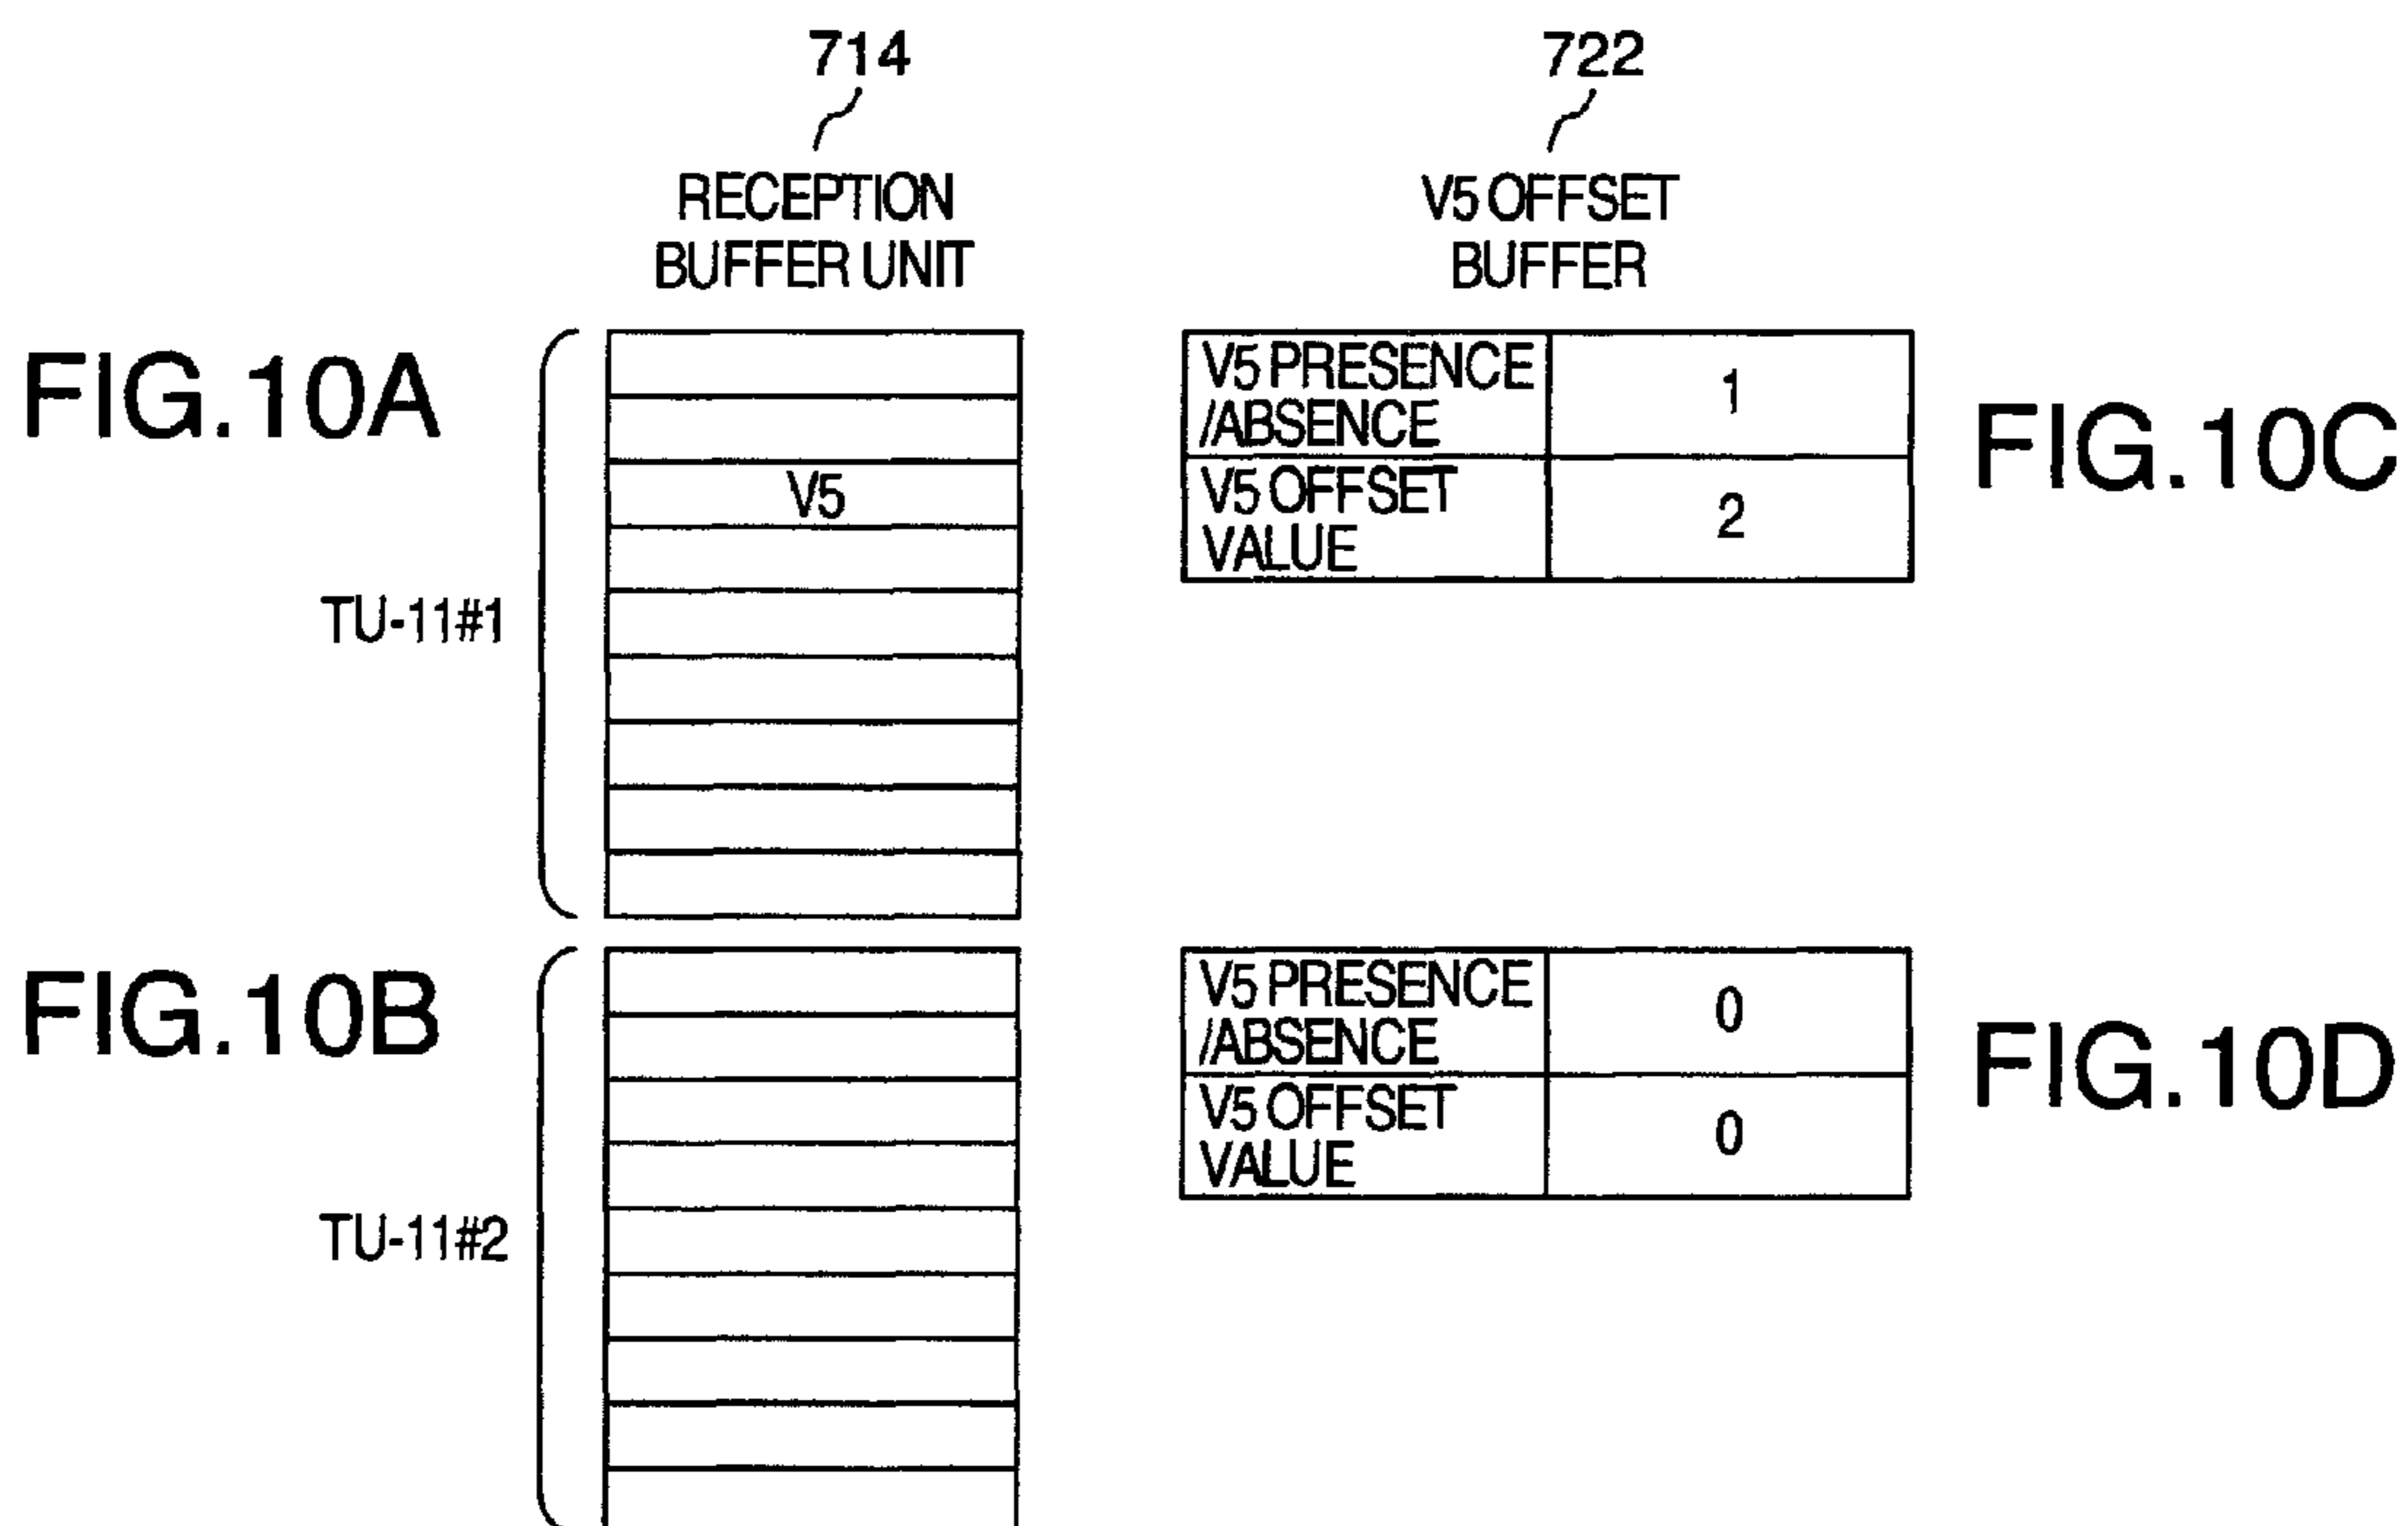 714
722
RECEPTION
BUFFER UNIT
V5 OFFSET
BUFFER
FIG.10A
TU-11#1
V5
V5 PRESENCE
/ABSENCE
1
V5 OFFSET
VALUE
2
FIG.10C
FIG.10B
TU-11#2
V5 PRESENCE
/ABSENCE
0
V5 OFFSET
VALUE
0
FIG.10D